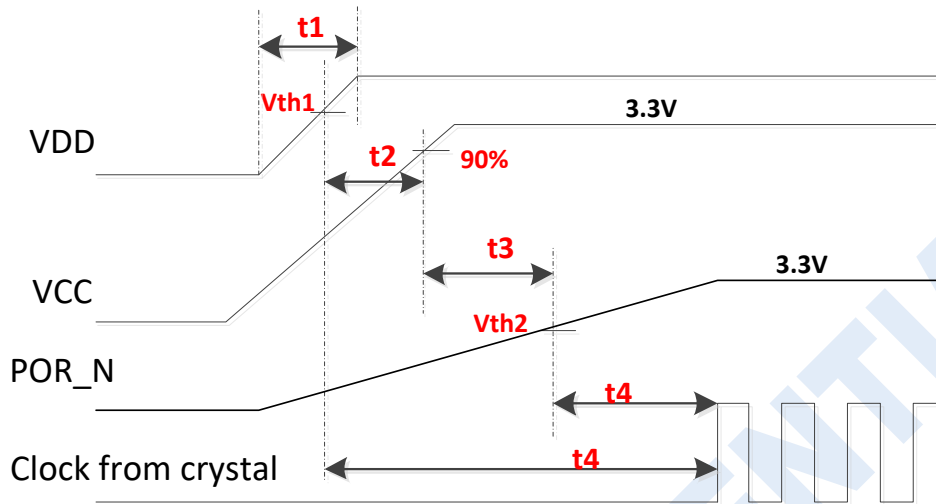 t1
Vth1
3.3V
VDD
t2
90%
t3
3.3V
VCC
Vth2
POR_N
t4
t4
Clock from crystal